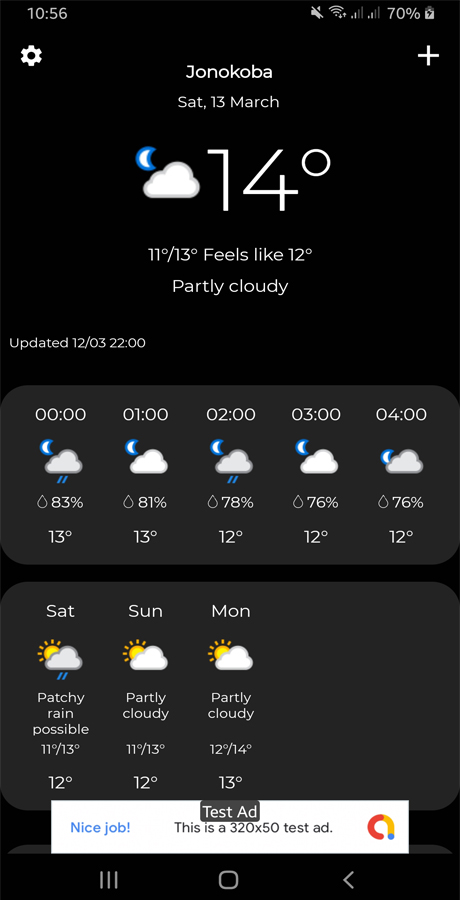 10:56 70%
Jonokoba
Sat, 13 March
14°
11°/13° Feels like 12°
Partly cloudy
Updated 12/03 22:00
00:00 01:00 02:00 03:00 04:00
83% 81% 78% 76% 76%
13° 13° 12° 12° 12°
Sat Sun Mon
Patchy rain possible Partly cloudy Partly cloudy
11°/13° 11°/13° 12°/14°
12° 12° 13°
Test Ad
Nice job! This is a 320x50 test ad.